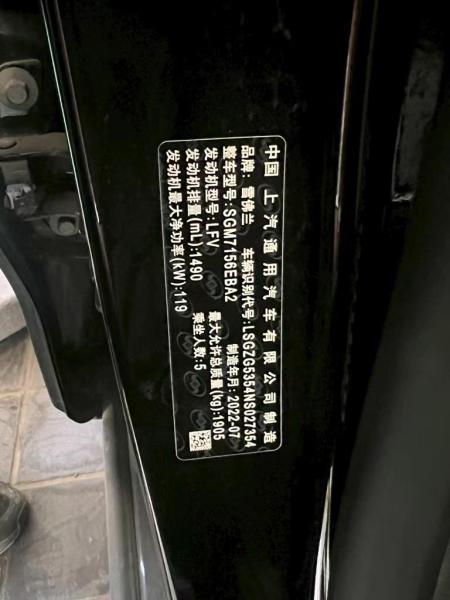 中国 上汽通用汽车有限公司制造
品牌: 雪佛兰 车辆识别代号: LSGZG5354NS027354
整车型号: SGM7156EBA2 制造年月: 2022-07
发动机型号: LFV 最大允许总质量(kg):1905
发动机排量(mL):1490 乘坐人数:5
发动机最大净功率(kW):119